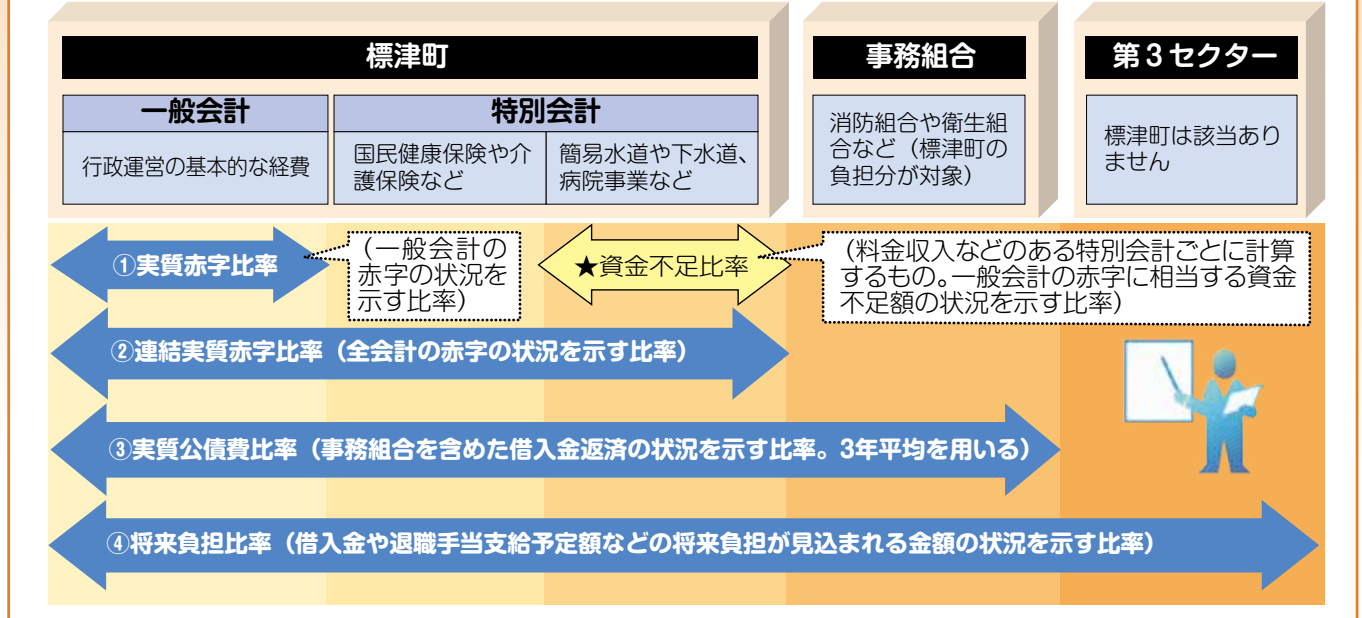 標津町
事務組合
第3セクター
一般会計
特別会計
行政運営の基本的な経費
国民健康保険や介
護保険など
簡易水道や下水道、
病院事業など
消防組合や衛生組
合など（標津町の
負担分が対象）
標津町は該当あり
ません
①実質赤字比率
（一般会計の
赤字の状況を
示す比率）
★資金不足比率
（料金収入などのある特別会計ごとに計算
するもの。一般会計の赤字に相当する資金
不足額の状況を示す比率）
②連結実質赤字比率（全会計の赤字の状況を示す比率）
③実質公債費比率（事務組合を含めた借入金返済の状況を示す比率。3年平均を用いる）
④将来負担比率（借入金や退職手当支給予定額などの将来負担が見込まれる金額の状況を示す比率）